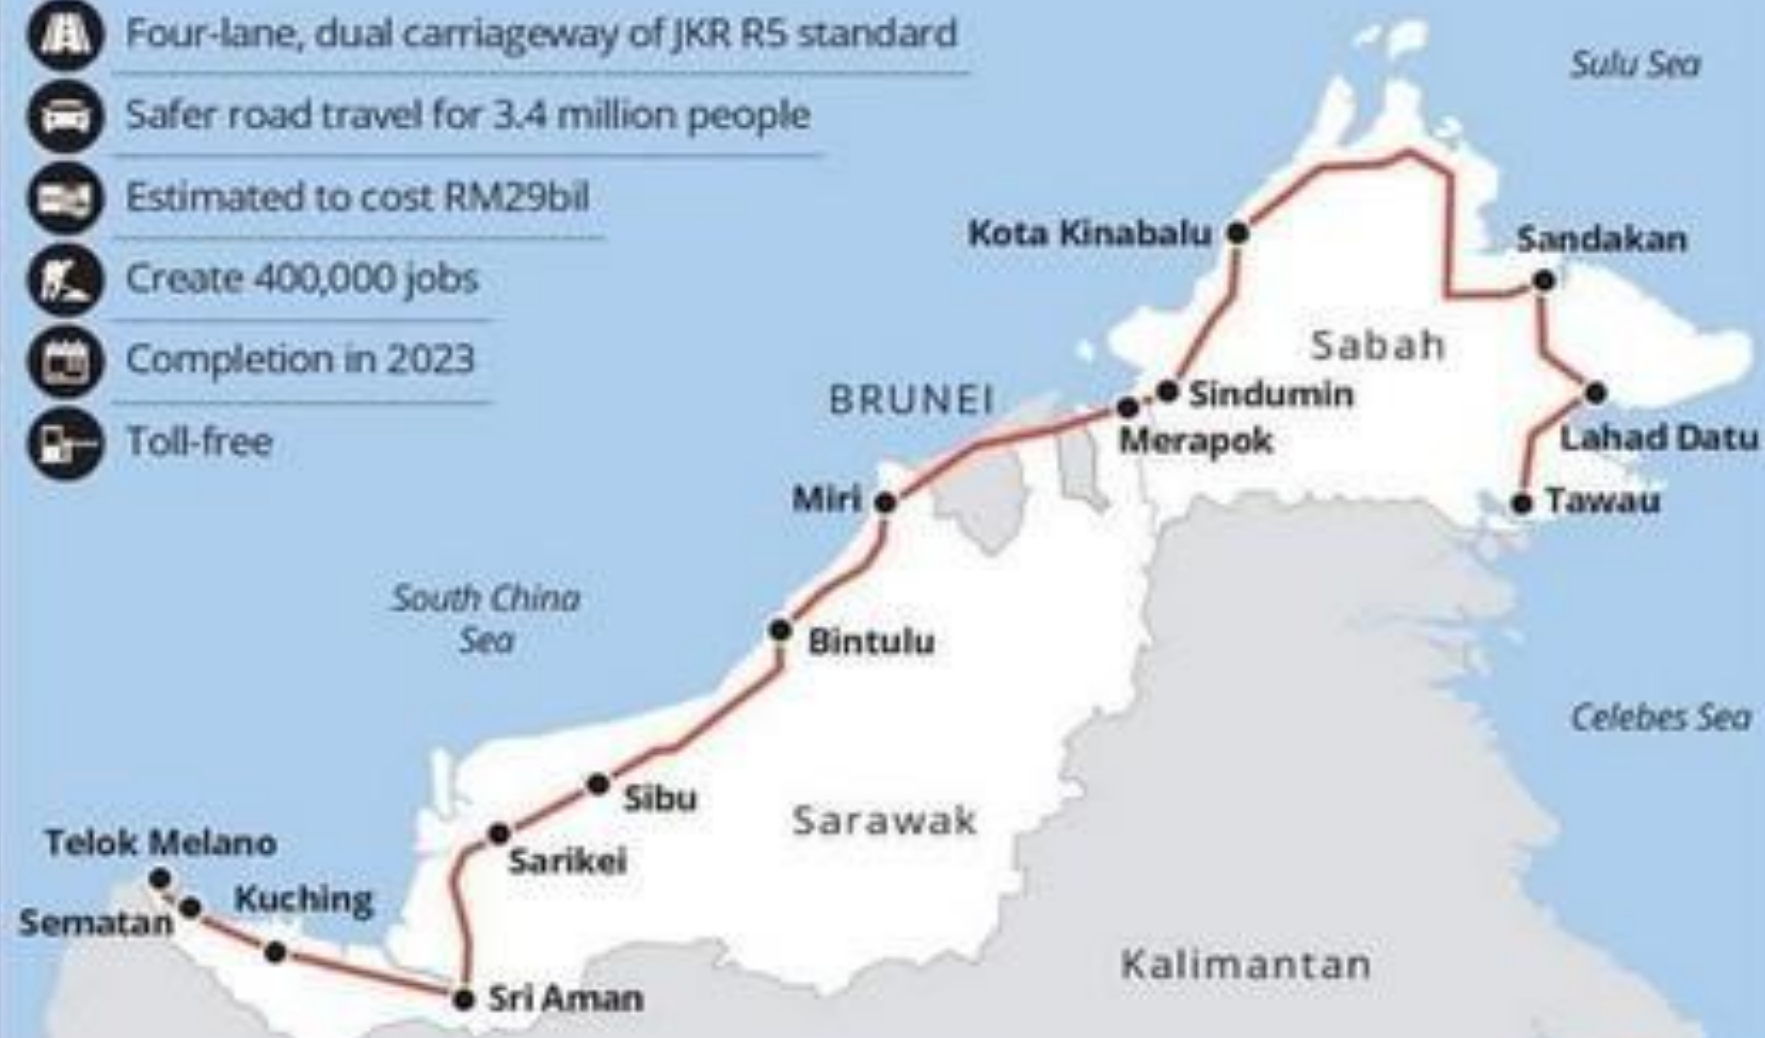 Four-lane, dual carriageway of JKR R5 standard
Safer road travel for 3.4 million people
Estimated to cost RM29bil
Create 400,000 jobs
Completion in 2023
Toll-free
Sulu Sea
Kota Kinabalu
Sandakan
Sabah
BRUNEI
Sindumin
Merapok
Lahad Datu
Miri
Tawau
South China
Sea
Bintulu
Celebes Sea
Sibu
Sarawak
Telok Melano
Sarikei
Kuching
Sematan
Kalimantan
Sri Aman